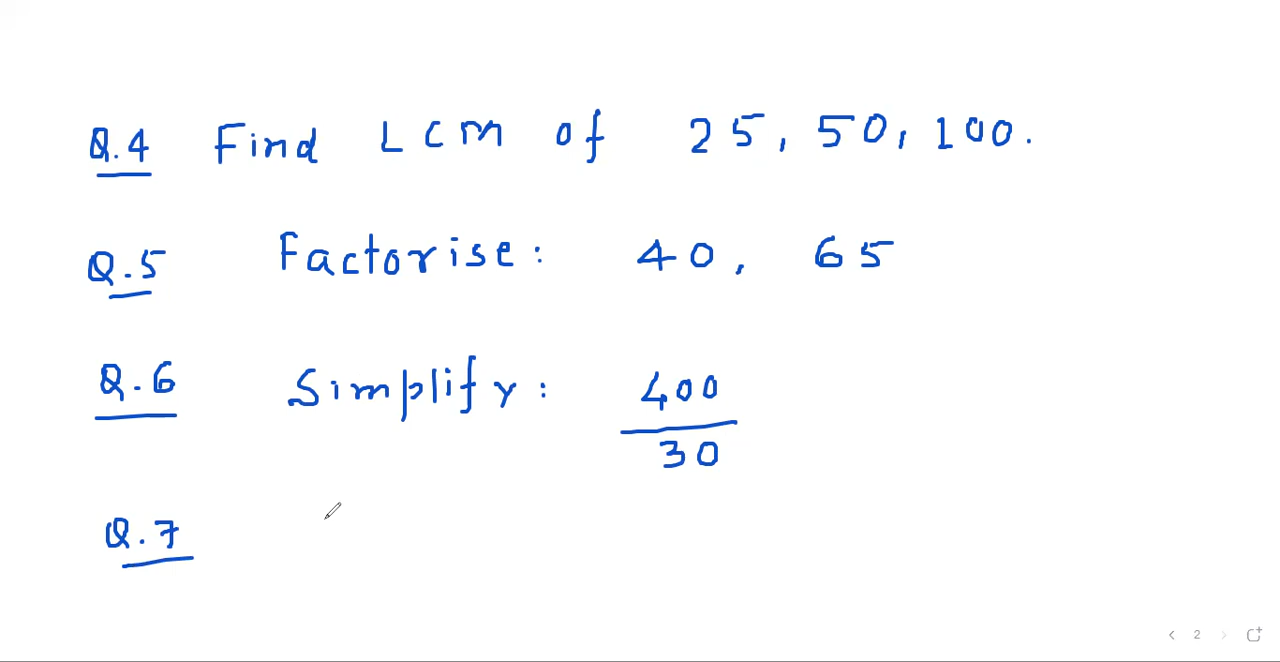 Q.4 Find LCM of 25, 50, 100.
Q.5 Factorise: 40, 65
Q.6 Simplify: 400
30
Q.7
2